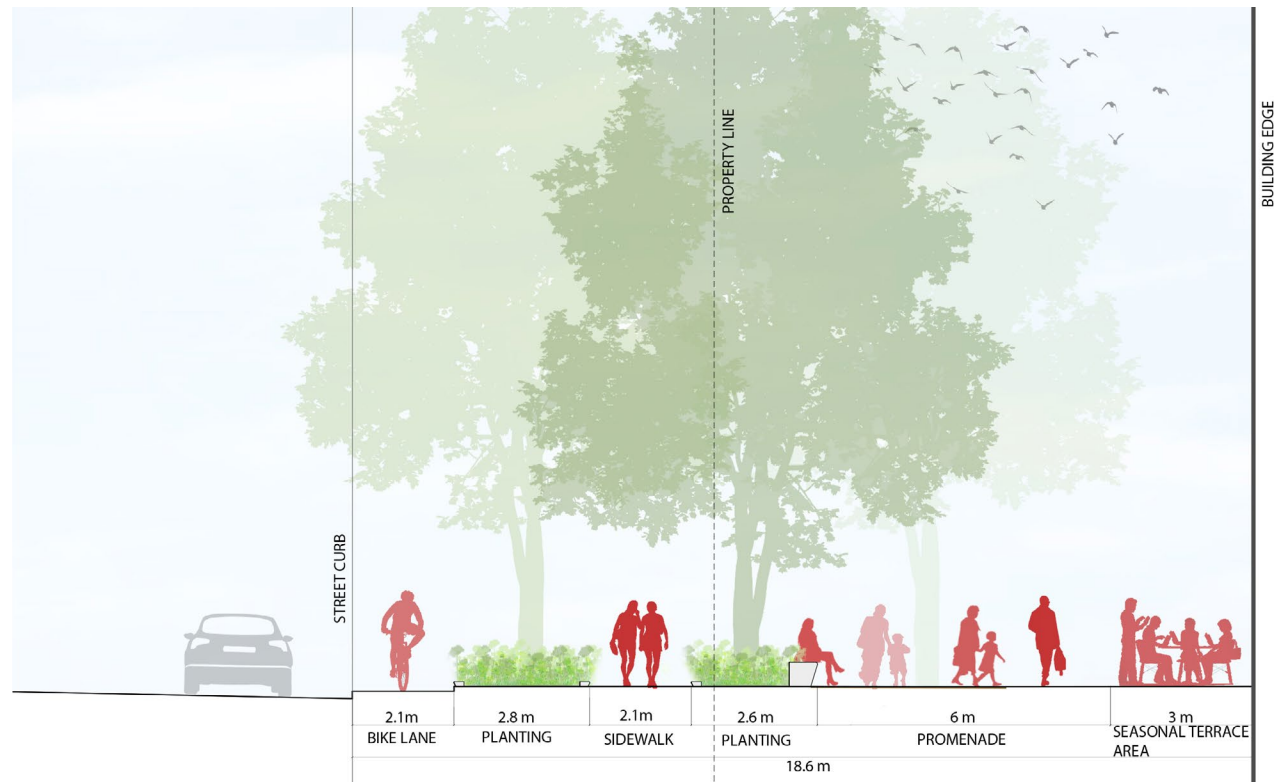 PROPERTY LINE
BUILDING EDGE
STREET CURB
2.1m
2.8 m
2.1m
2.6 m
6 m
3 m
BIKE LANE
PLANTING
SIDEWALK
PLANTING
PROMENADE
SEASONAL TERRACE
AREA
18.6 m